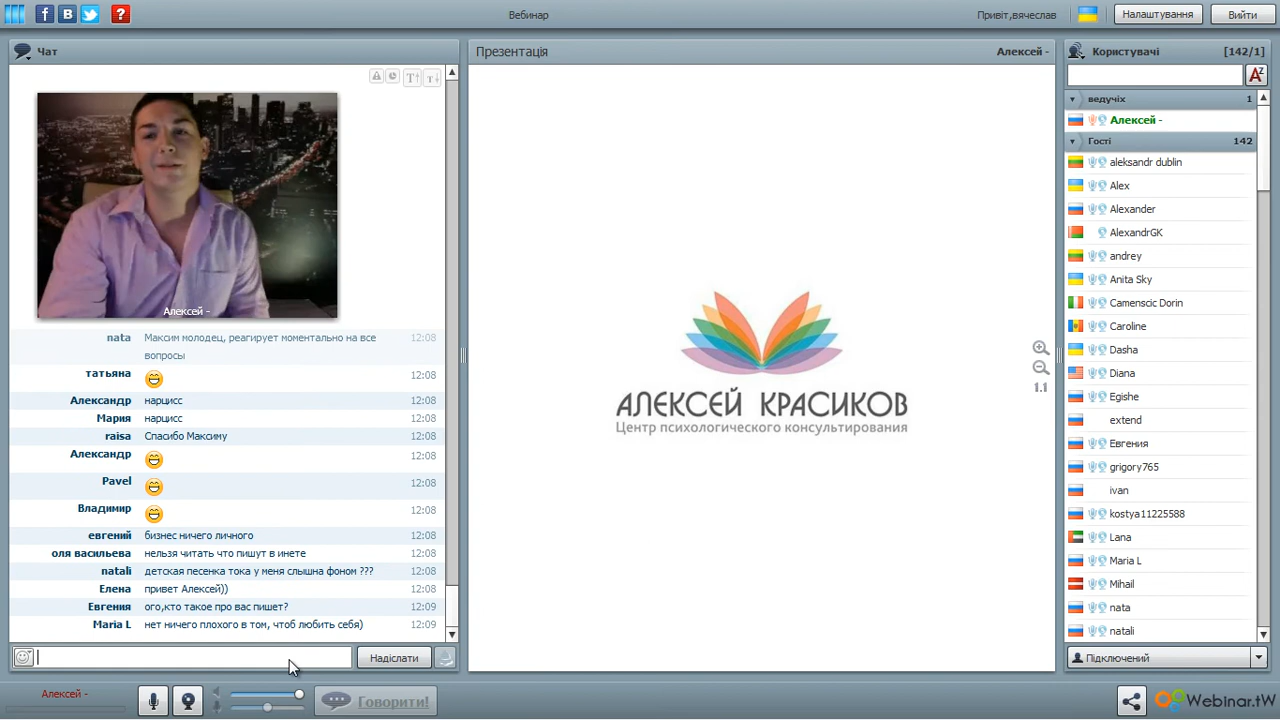 Вебинар
Привіт,вячеслав
Налаштування
Вийти
Чат
Алексей -
nata Максим молодец, реагирует моментально на все вопросы 12:08
татьяна 12:08
Александр нарцисс 12:08
Мария нарцисс 12:08
raisa Спасибо Максиму 12:08
Александр 12:08
Pavel 12:08
Владимир 12:08
евгений бизнес ничего личного 12:08
оля васильева нельзя читать что пишут в инете 12:08
natali детская песенка тока у меня слышна фоном ??? 12:08
Елена привет Алексей)) 12:08
Евгения ого,кто такое про вас пишет? 12:09
Maria L нет ничего плохого в том, чтоб любить себя) 12:09
Надіслати
Презентація
Алексей -
АЛЕКСЕЙ КРАСИКОВ
Центр психологического консультирования
1.1
Користувачі [142/1]
ведучіх 1
Алексей -
Гості 142
aleksandr dublin
Alex
Alexander
AlexandrGK
andrey
Anita Sky
Camenscic Dorin
Caroline
Dasha
Diana
Egishe
extend
Евгения
grigory765
ivan
kostya11225588
Lana
Maria L
Mihail
nata
natali
Підключений
Алексей -
Говорити!
Webinar.tw